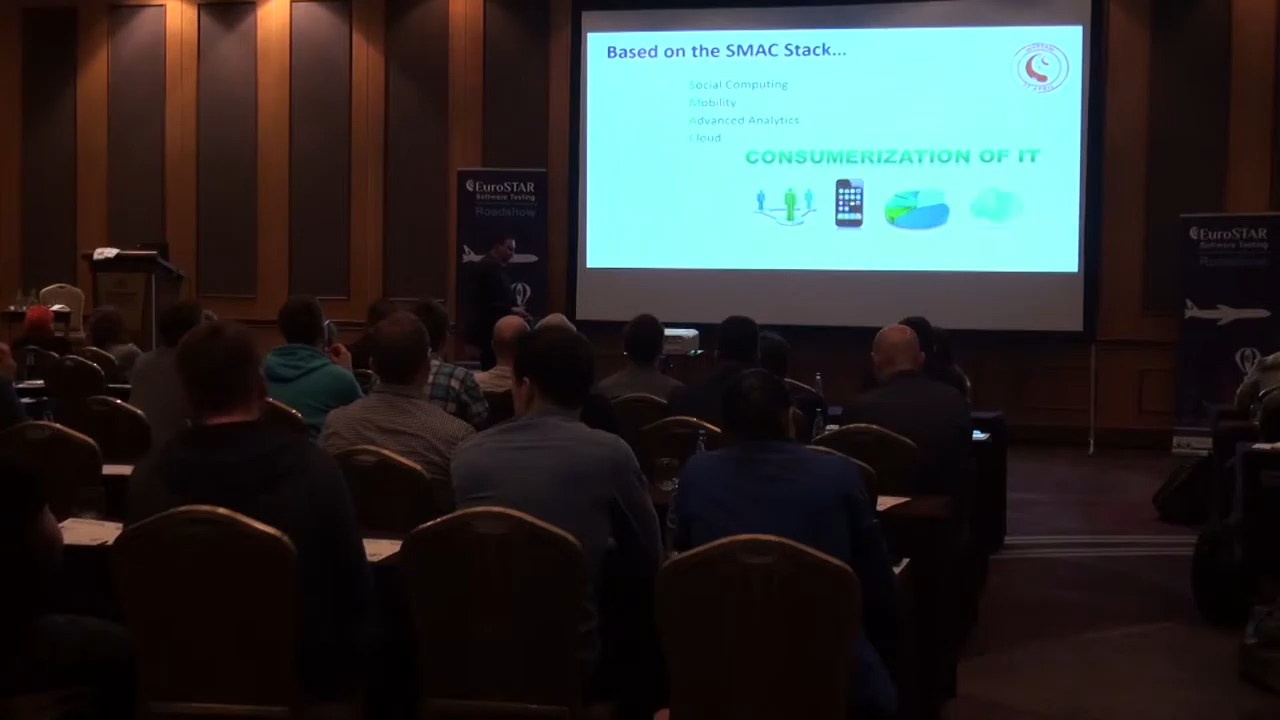 Based on the SMAC Stack...
Social Computing
Mobility
Advanced Analytics
Cloud
CONSUMERIZATION OF IT
EuroSTAR
Software Testing
Roadshow
EuroSTAR
Software Testing
Roadshow